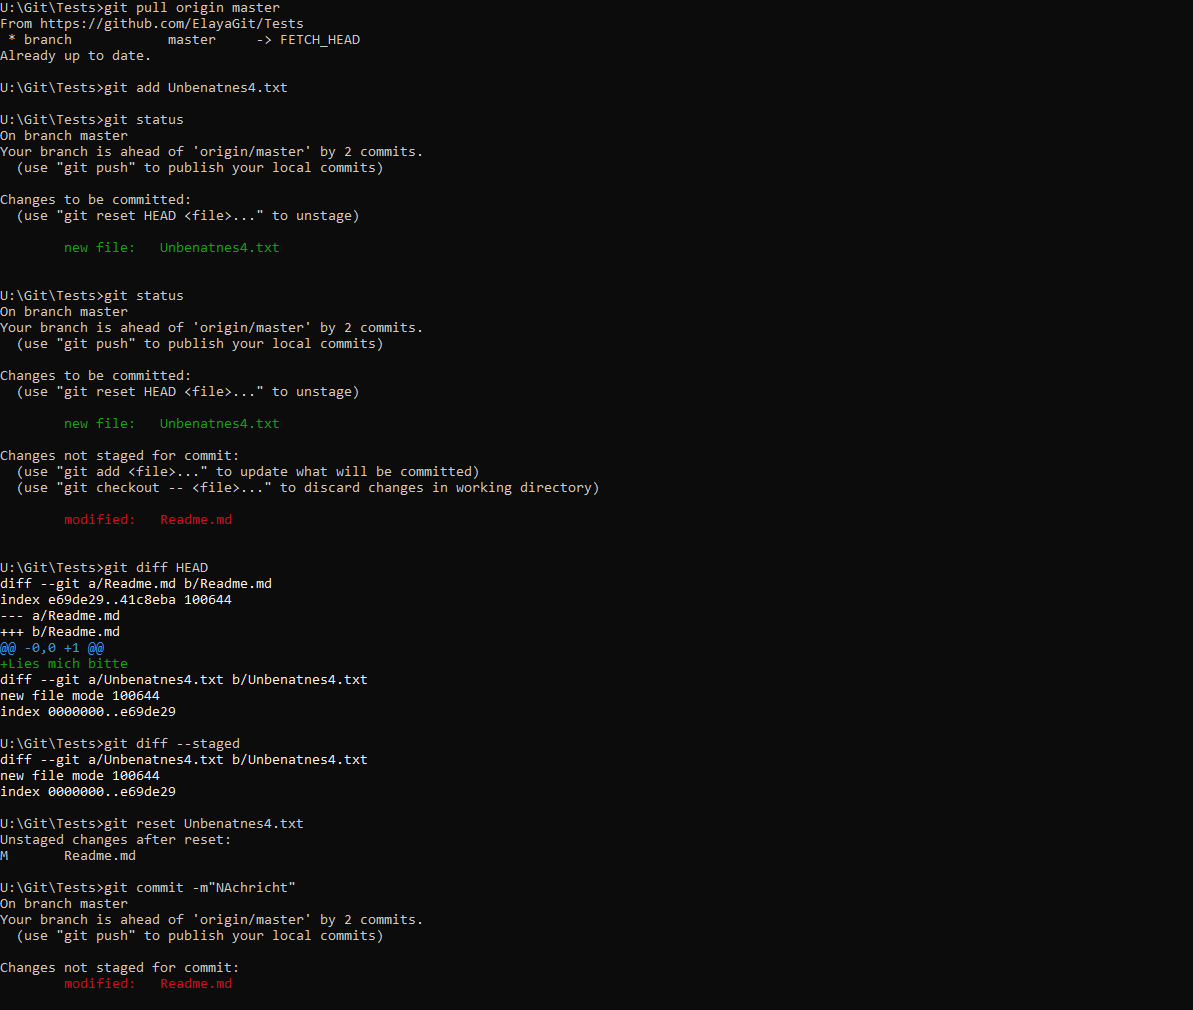 U:\Git\Tests>git pull origin master
From https://github.com/ElayaGit/Tests
 * branch            master     -> FETCH_HEAD
Already up to date.
U:\Git\Tests>git add Unbenatnes4.txt
U:\Git\Tests>git status
On branch master
Your branch is ahead of 'origin/master' by 2 commits.
  (use "git push" to publish your local commits)
Changes to be committed:
  (use "git reset HEAD <file>..." to unstage)
        new file:   Unbenatnes4.txt
U:\Git\Tests>git status
On branch master
Your branch is ahead of 'origin/master' by 2 commits.
  (use "git push" to publish your local commits)
Changes to be committed:
  (use "git reset HEAD <file>..." to unstage)
        new file:   Unbenatnes4.txt
Changes not staged for commit:
  (use "git add <file>..." to update what will be committed)
  (use "git checkout -- <file>..." to discard changes in working directory)
        modified:   Readme.md
U:\Git\Tests>git diff HEAD
diff --git a/Readme.md b/Readme.md
index e69de29..41c8eba 100644
--- a/Readme.md
+++ b/Readme.md
@@ -0,0 +1 @@
+Lies mich bitte
diff --git a/Unbenatnes4.txt b/Unbenatnes4.txt
new file mode 100644
index 0000000..e69de29
U:\Git\Tests>git diff --staged
diff --git a/Unbenatnes4.txt b/Unbenatnes4.txt
new file mode 100644
index 0000000..e69de29
U:\Git\Tests>git reset Unbenatnes4.txt
Unstaged changes after reset:
M       Readme.md
U:\Git\Tests>git commit -m"NAchricht"
On branch master
Your branch is ahead of 'origin/master' by 2 commits.
  (use "git push" to publish your local commits)
Changes not staged for commit:
        modified:   Readme.md